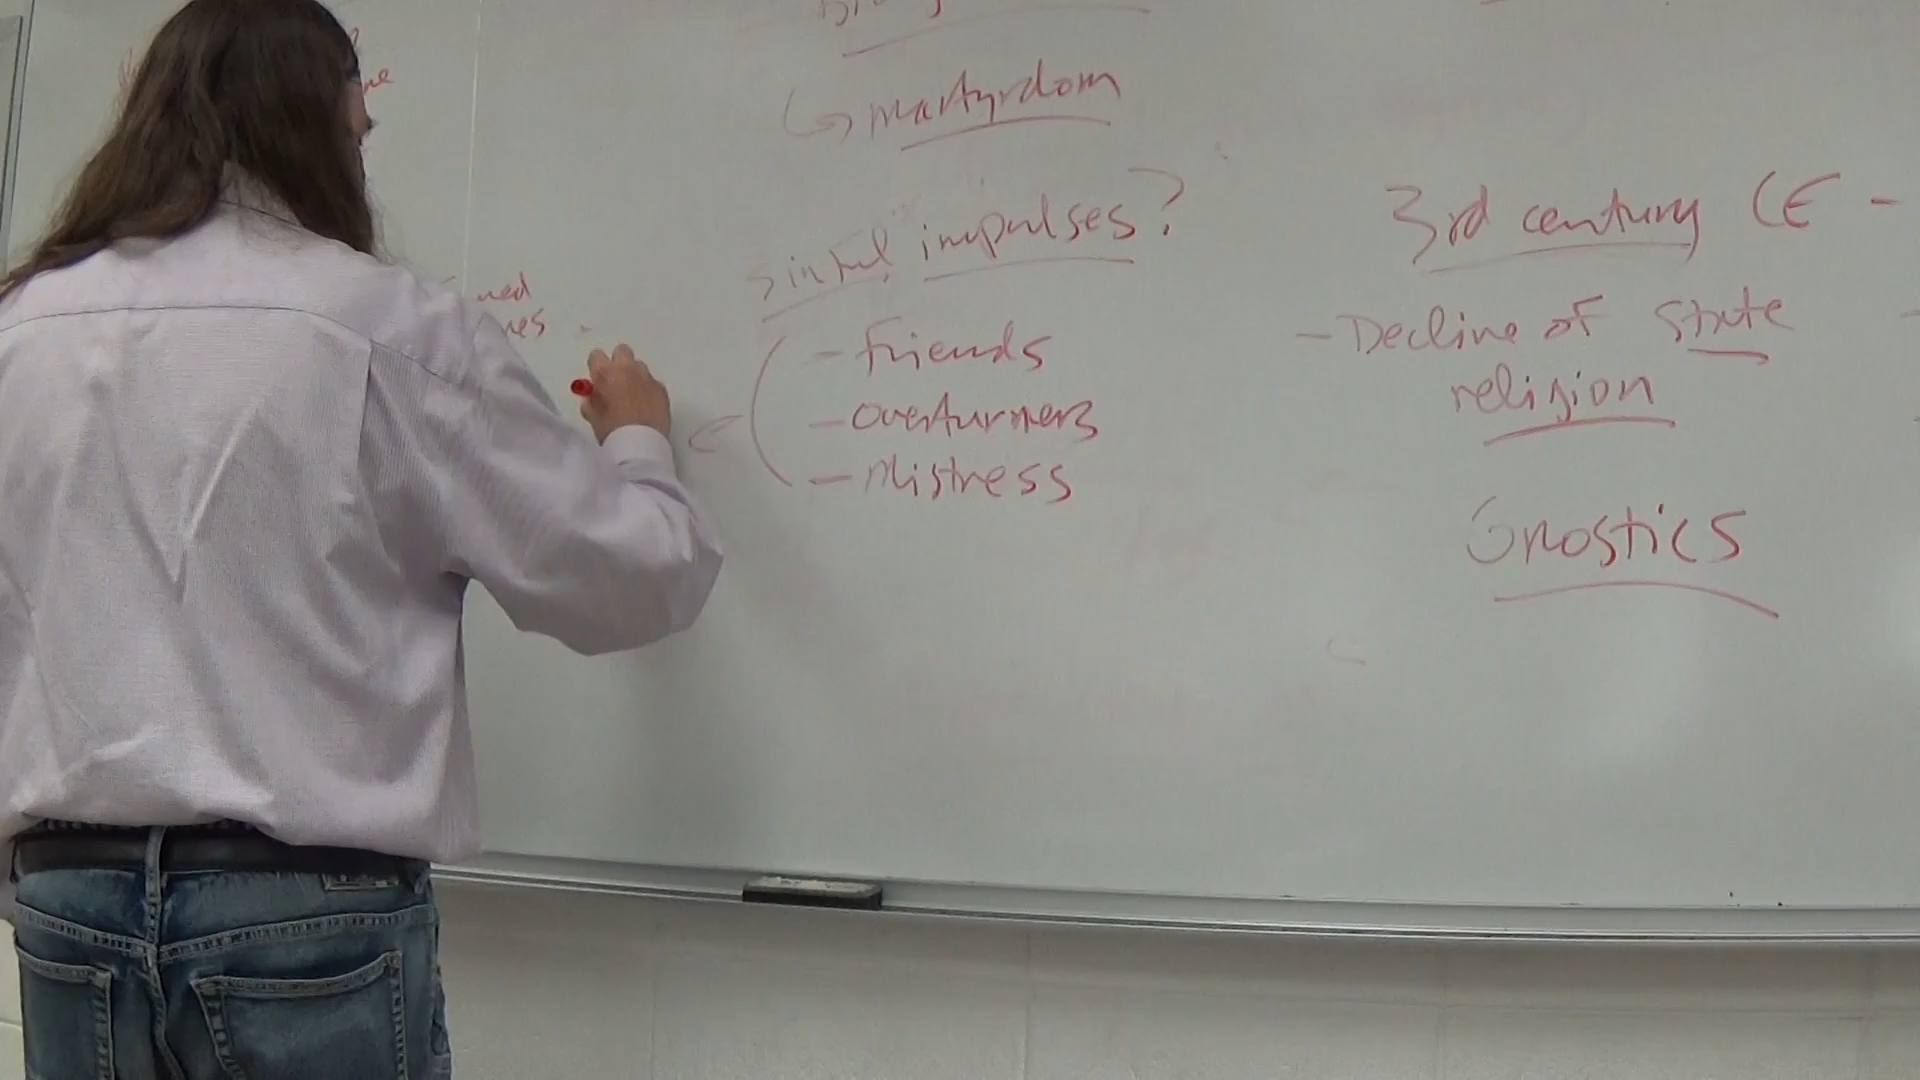 martyrdom
sinful impulses?
- friends
- overturners
- Mistress
3rd century CE -
- Decline of state
religion
Gnostics